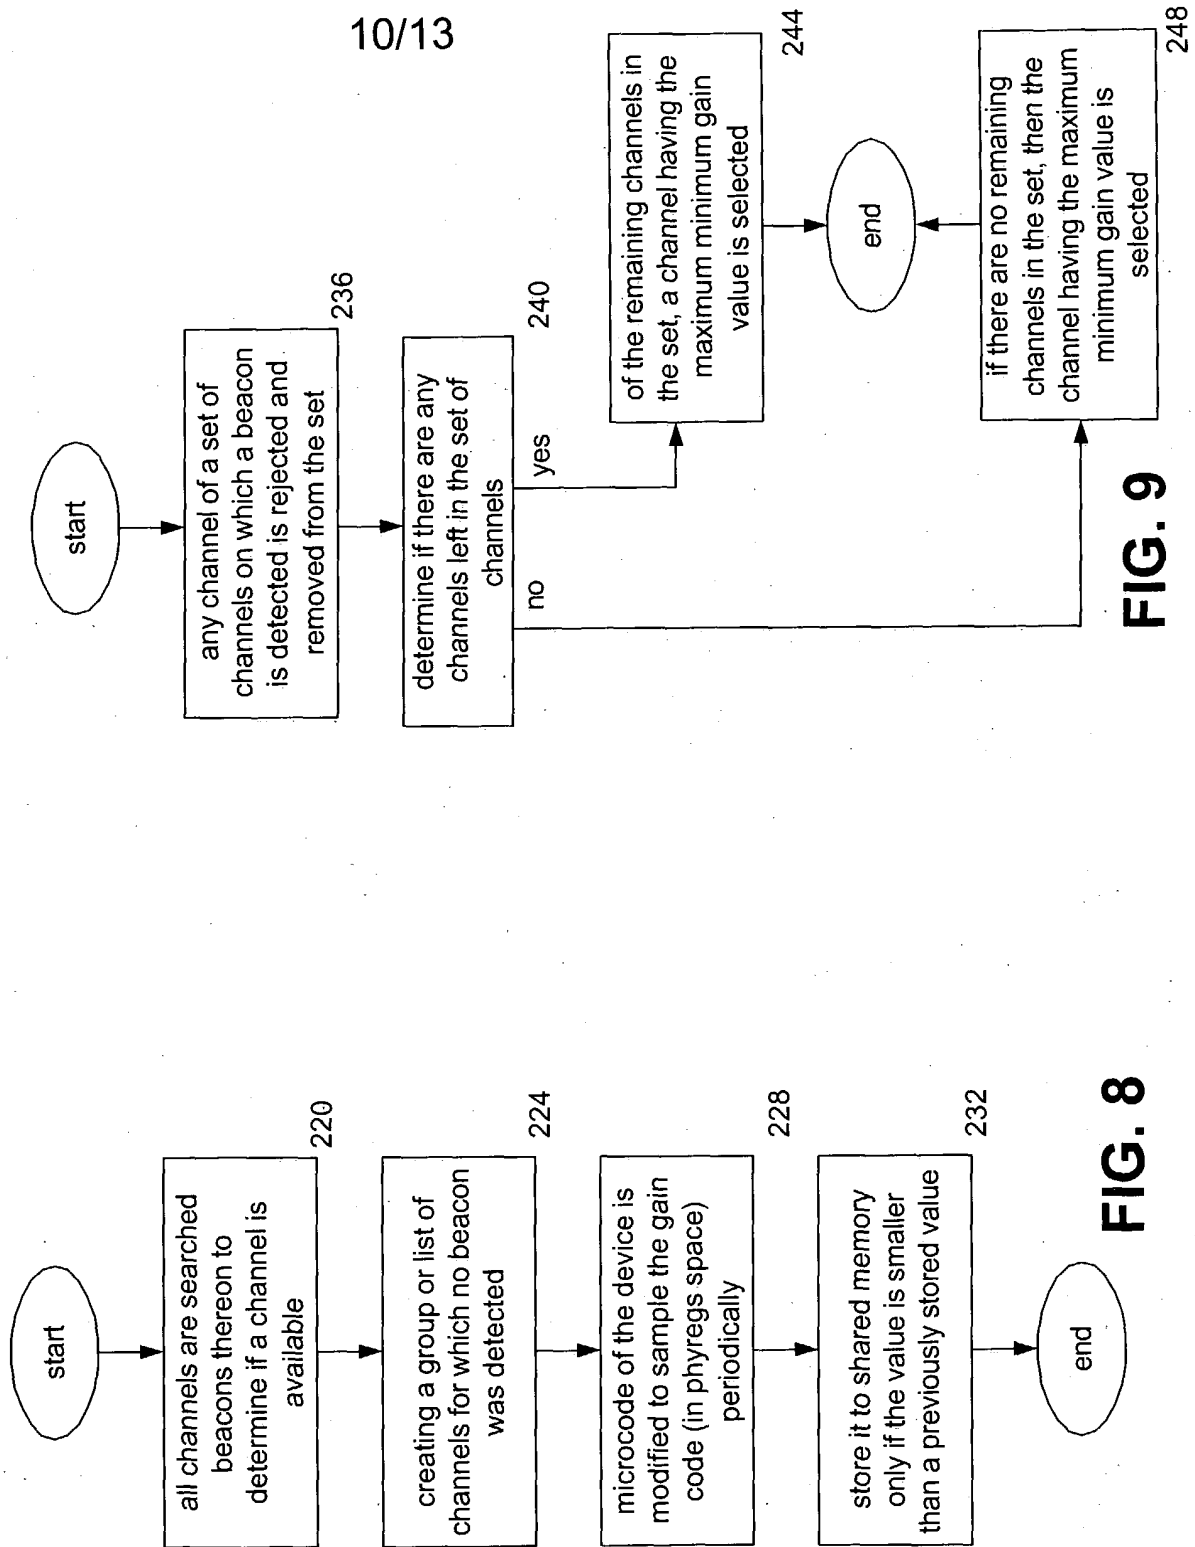 10/13
start
all channels are searched
beacons thereon to
determine if a channel is
available
220
creating a group or list of
channels for which no beacon
was detected
224
microcode of the device is
modified to sample the gain
code (in phyregs space)
periodically
228
store it to shared memory
only if the value is smaller
than a previously stored value
232
end
FIG. 8
start
any channel of a set of
channels on which a beacon
is detected is rejected and
removed from the set
236
determine if there are any
channels left in the set of
channels
240
yes
no
of the remaining channels in
the set, a channel having the
maximum minimum gain
value is selected
244
end
if there are no remaining
channels in the set, then the
channel having the maximum
minimum gain value is
selected
248
FIG. 9